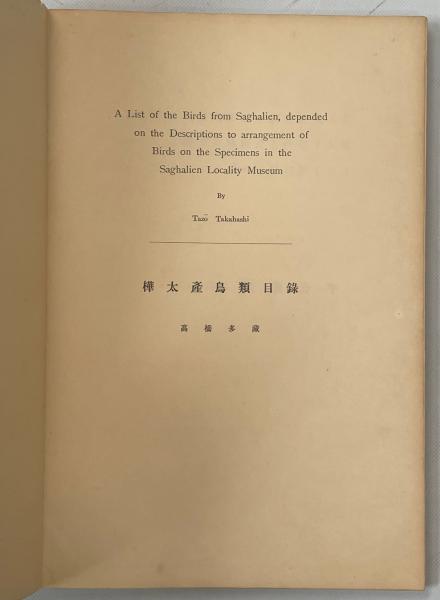 A List of the Birds from Saghalien, depended
on the Descriptions to arrangement of
Birds on the Specimens in the
Saghalien Locality Museum
By
Tazō Takahashi
樺太產鳥類目錄
高橋多藏